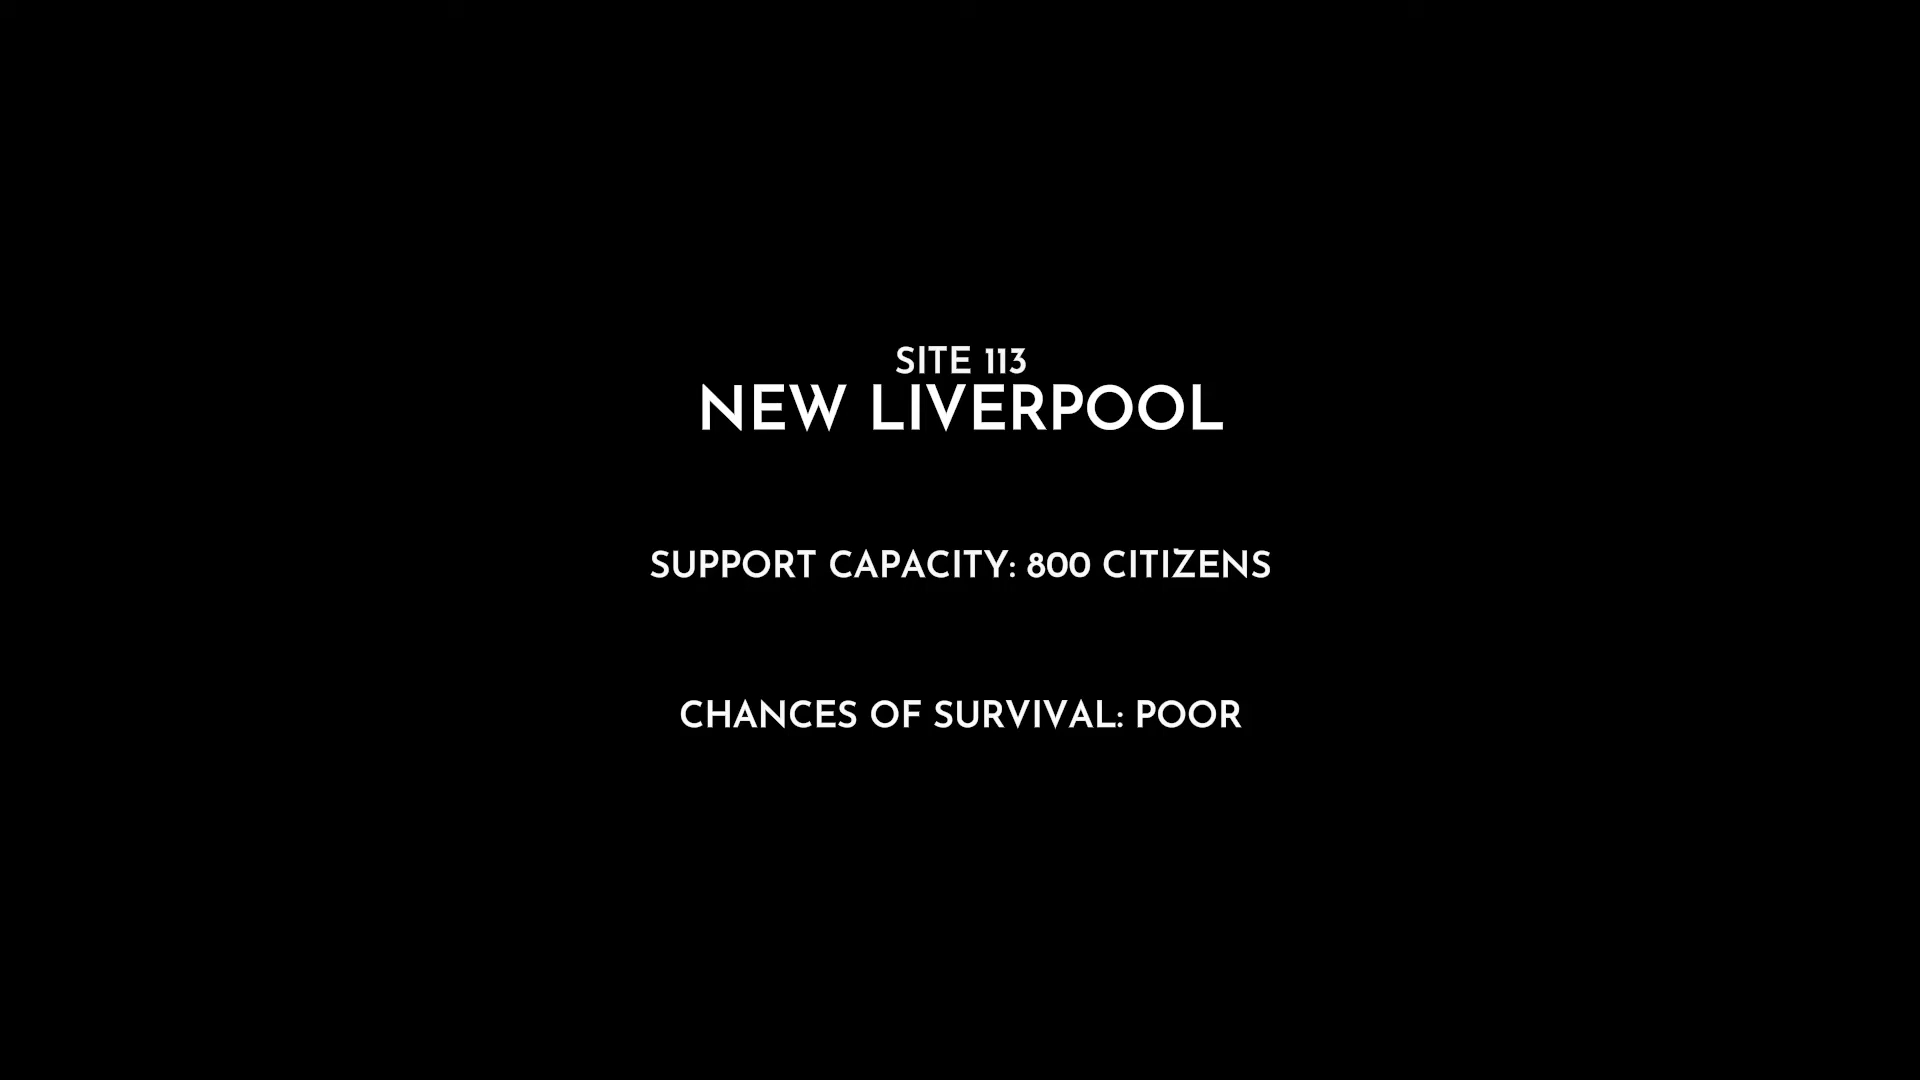 SITE 113
NEW LIVERPOOL
SUPPORT CAPACITY: 800 CITIZENS
CHANCES OF SURVIVAL: POOR